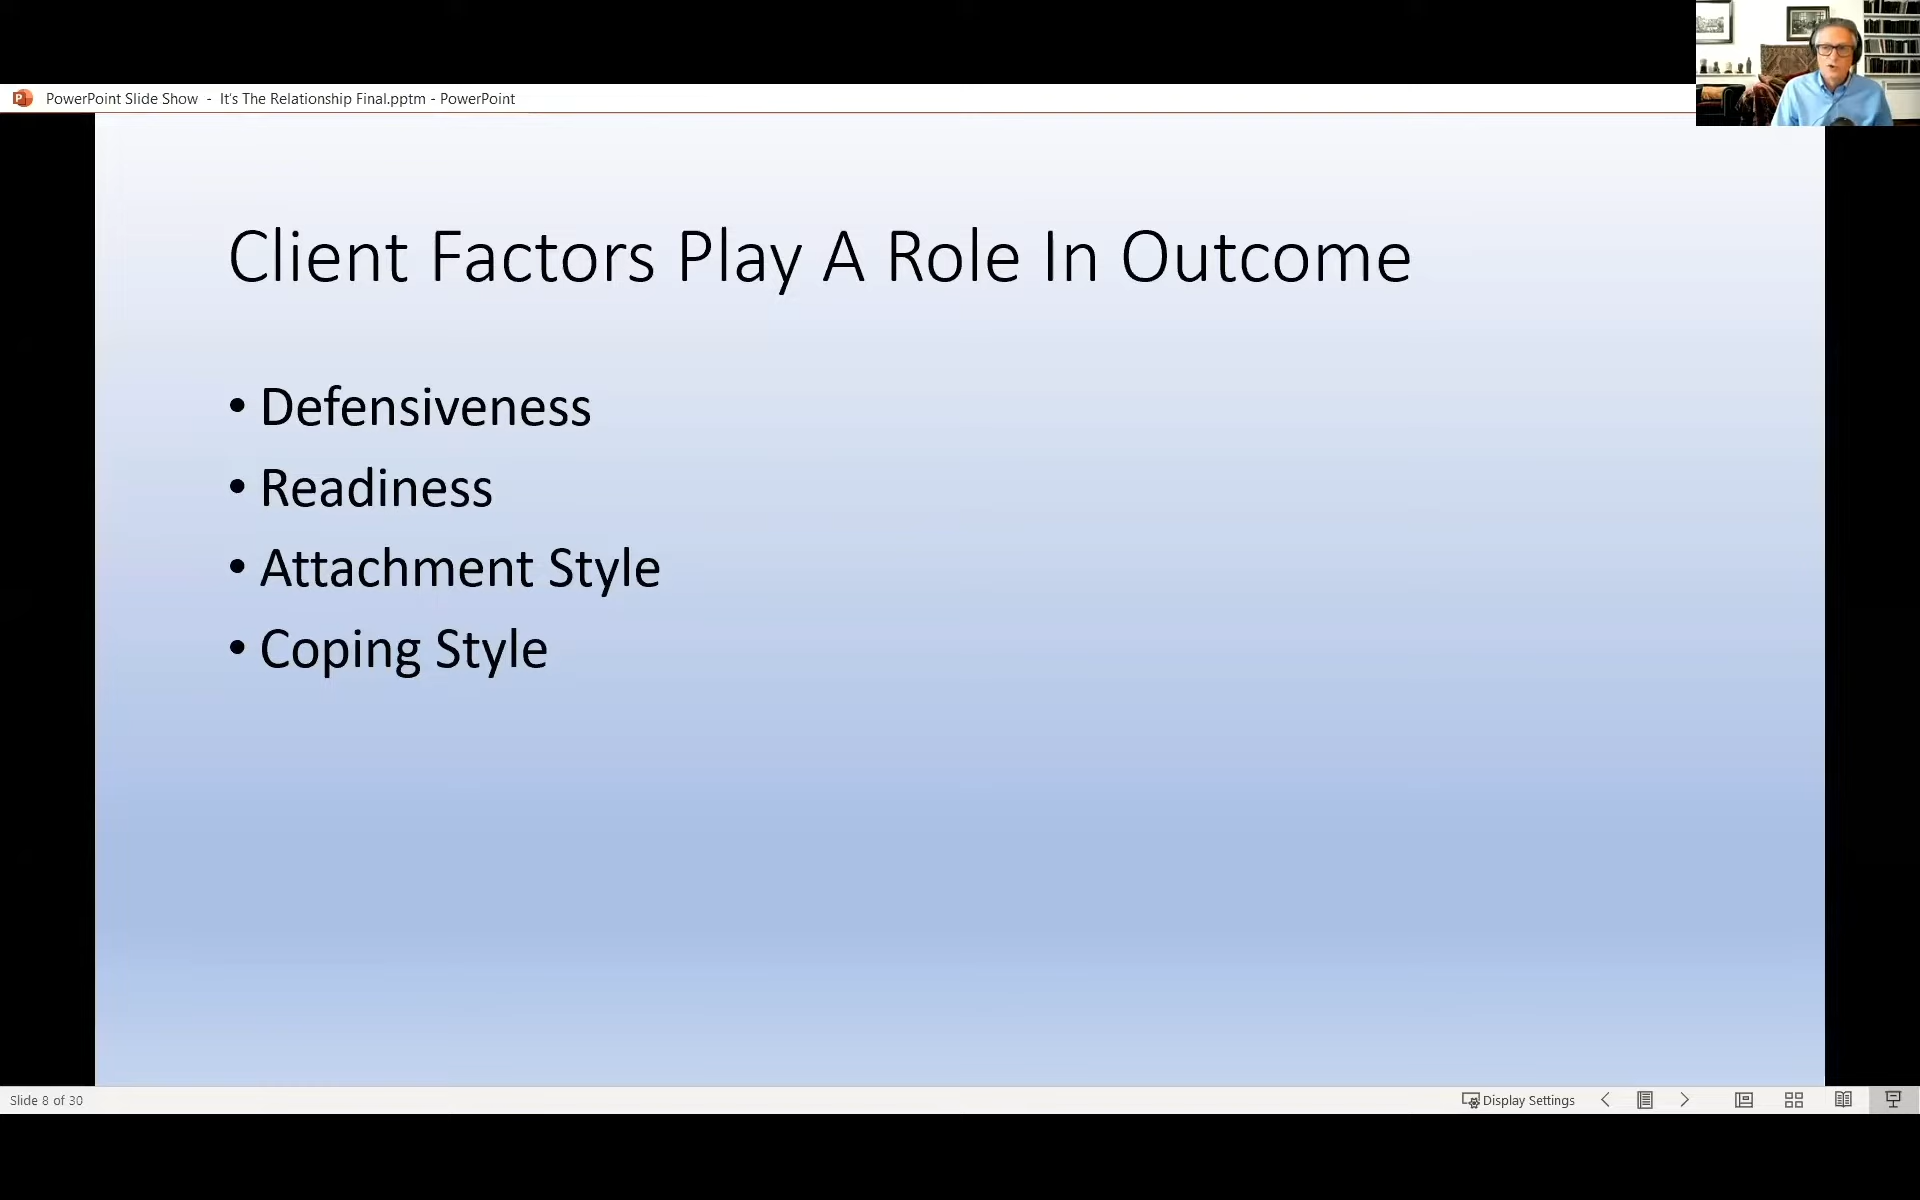 PowerPoint Slide Show - It's The Relationship Final.pptm - PowerPoint
Client Factors Play A Role In Outcome
• Defensiveness
• Readiness
• Attachment Style
• Coping Style
Slide 8 of 30
Display Settings